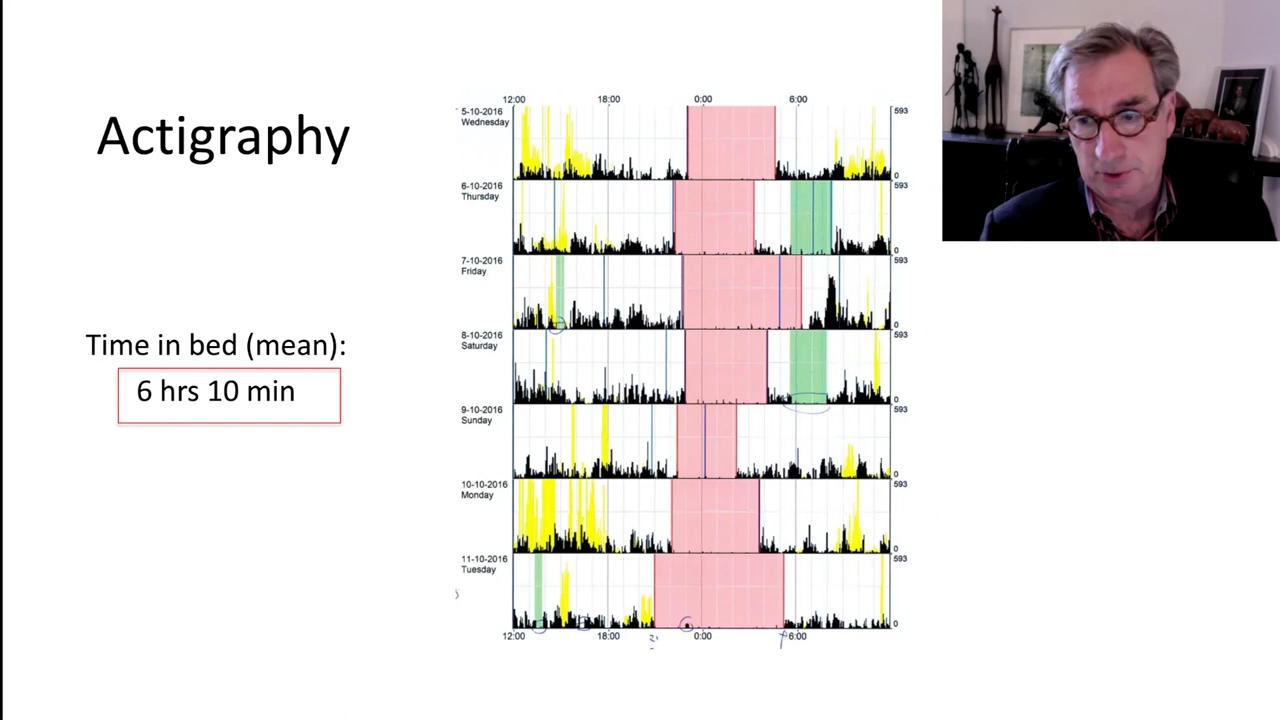 Actigraphy
Time in bed (mean):
6 hrs 10 min
12:00 18:00 0:00 6:00
5-10-2016 593
Wednesday
0
6-10-2016 593
Thursday
0
7-10-2016 593
Friday
0
8-10-2016 593
Saturday
0
9-10-2016 593
Sunday
0
10-10-2016 593
Monday
0
11-10-2016 593
Tuesday
0
12:00 18:00 0:00 6:00